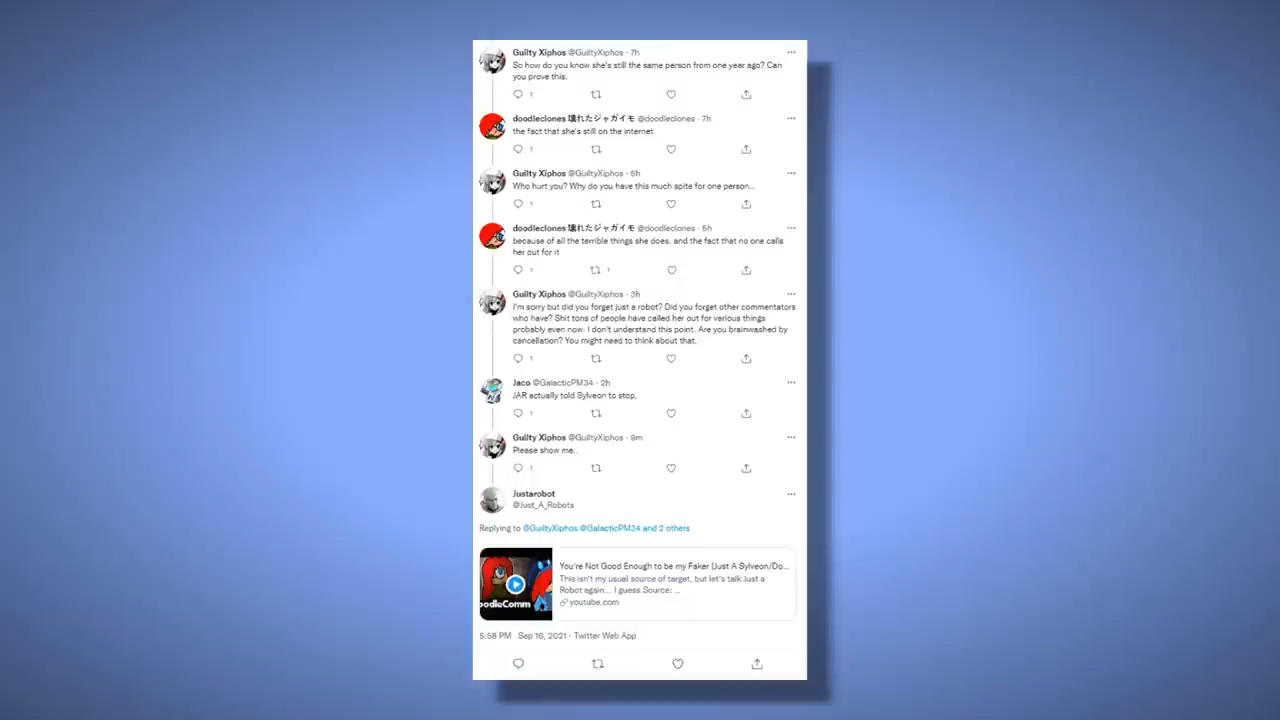 Guilty Xiphos @GuiltyXiphos · 7h
So how do you know she's still the same person from one year ago? Can
you prove this.
1
doodleclones 壊れたジャガイモ @doodleclones · 7h
the fact that she's still on the internet
1
Guilty Xiphos @GuiltyXiphos · 6h
Who hurt you? Why do you have this much spite for one person...
1
doodleclones 壊れたジャガイモ @doodleclones · 5h
because of all the terrible things she does. and the fact that no one calls
her out for it
1 1
Guilty Xiphos @GuiltyXiphos · 3h
I'm sorry but did you forget just a robot? Did you forget other commentators
who have? Shit tons of people have called her out for various things
probably even now. I don't understand this point. Are you brainwashed by
cancellation? You might need to think about that.
1
Jaco @GalacticPM34 · 2h
JAR actually told Sylveon to stop.
1
Guilty Xiphos @GuiltyXiphos · 9m
Please show me..
1
Justarobot
@Just_A_Robots
Replying to @GuiltyXiphos @GalacticPM34 and 2 others
oodleComm
You're Not Good Enough to be my Faker (Just A Sylveon/Do...
This isn't my usual source of target, but let's talk Just a
Robot again.... I guess.Source: ...
youtube.com
5:58 PM · Sep 16, 2021 · Twitter Web App